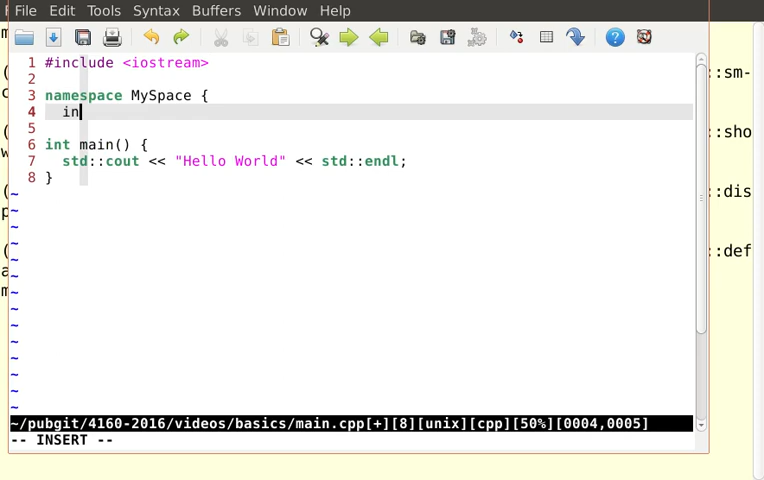 File Edit Tools Syntax Buffers Window Help
1 #include <iostream>
2
3 namespace MySpace {
4   in
5
6 int main() {
7   std::cout << "Hello World" << std::endl;
8 }
~
~
~
~
~
~
~
~
~
~
~
~
~
~
~/pubgit/4160-2016/videos/basics/main.cpp[+][8][unix][cpp][50%][0004,0005]
-- INSERT --
::sm-
::sho
w
::dis
p
::def
a
m